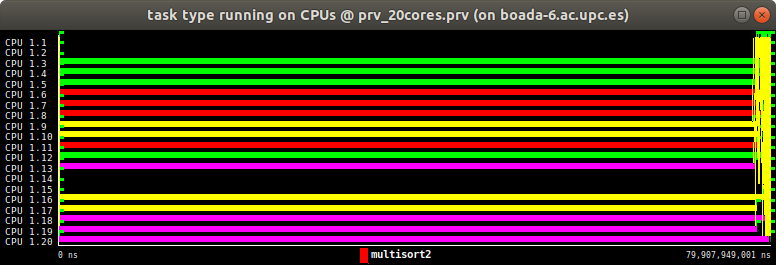 task type running on CPUs @ prv_20cores.prv (on boada-6.ac.upc.es)
CPU 1.1
CPU 1.2
CPU 1.3
CPU 1.4
CPU 1.5
CPU 1.6
CPU 1.7
CPU 1.8
CPU 1.9
CPU 1.10
CPU 1.11
CPU 1.12
CPU 1.13
CPU 1.14
CPU 1.15
CPU 1.16
CPU 1.17
CPU 1.18
CPU 1.19
CPU 1.20
0 ns multisort2 79,907,949,001 ns